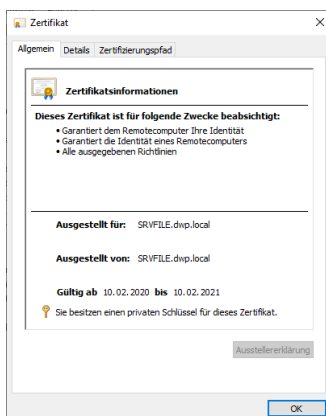 Zertifikat
Allgemein Details Zertifizierungspfad
Zertifikatsinformationen
Dieses Zertifikat ist für folgende Zwecke beabsichtigt:
• Garantiert dem Remotecomputer Ihre Identität
• Garantiert die Identität eines Remotecomputers
• Alle ausgegebenen Richtlinien
Ausgestellt für: SRVFILE.dwp.local
Ausgestellt von: SRVFILE.dwp.local
Gültig ab 10.02.2020 bis 10.02.2021
Sie besitzen einen privaten Schlüssel für dieses Zertifikat.
Ausstellererklärung
OK